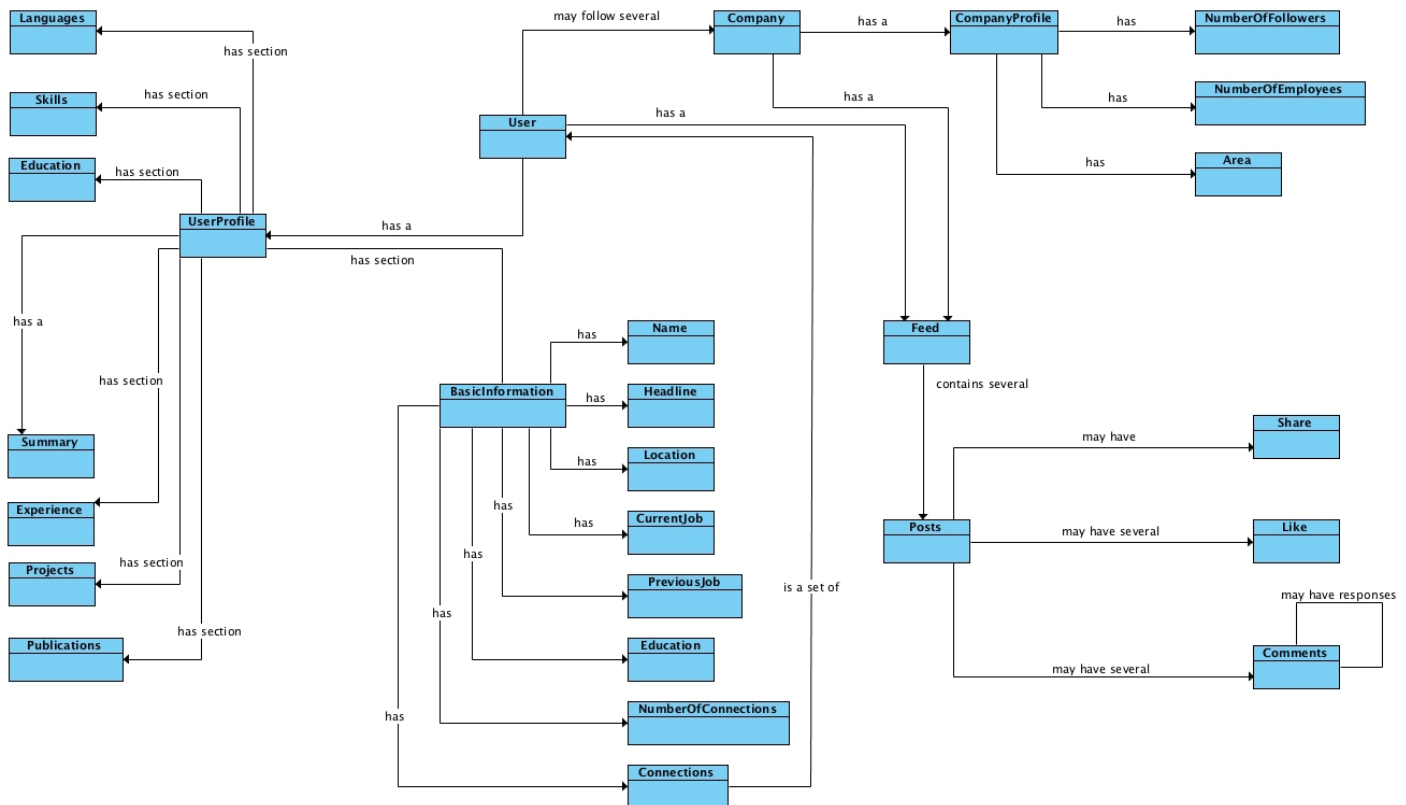 Languages
may follow several
Company
has a
CompanyProfile
has
NumberOfFollowers
has section
Skills
has section
has a
has
NumberOfEmployees
User
has a
Education
has section
has
Area
UserProfile
has a
has section
has a
Name
has
Feed
has section
BasicInformation
Headline
has
contains several
Summary
Share
may have
Location
has
Experience
has
CurrentJob
has
Posts
may have several
Like
has section
Projects
has
PreviousJob
is a set of
may have responses
has section
Publications
has
Education
Comments
may have several
has
NumberOfConnections
Connections